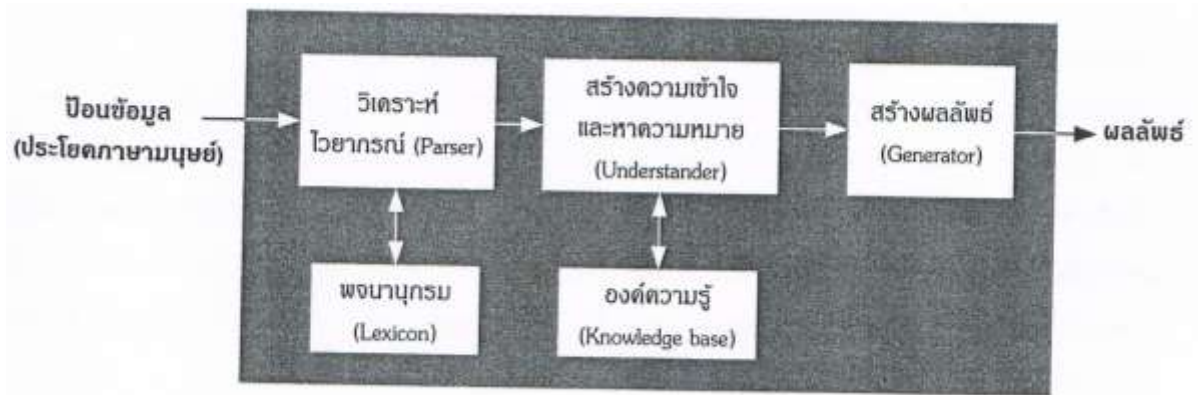 ป้อนข้อมูล
(ประโยคภาษามนุษย์)
วิเคราะห์
ไวยากรณ์ (Parser)
สร้างความเข้าใจ
และหาความหมาย
(Understander)
สร้างผลลัพธ์
(Generator)
ผลลัพธ์
พจนานุกรม
(Lexicon)
องค์ความรู้
(Knowledge base)